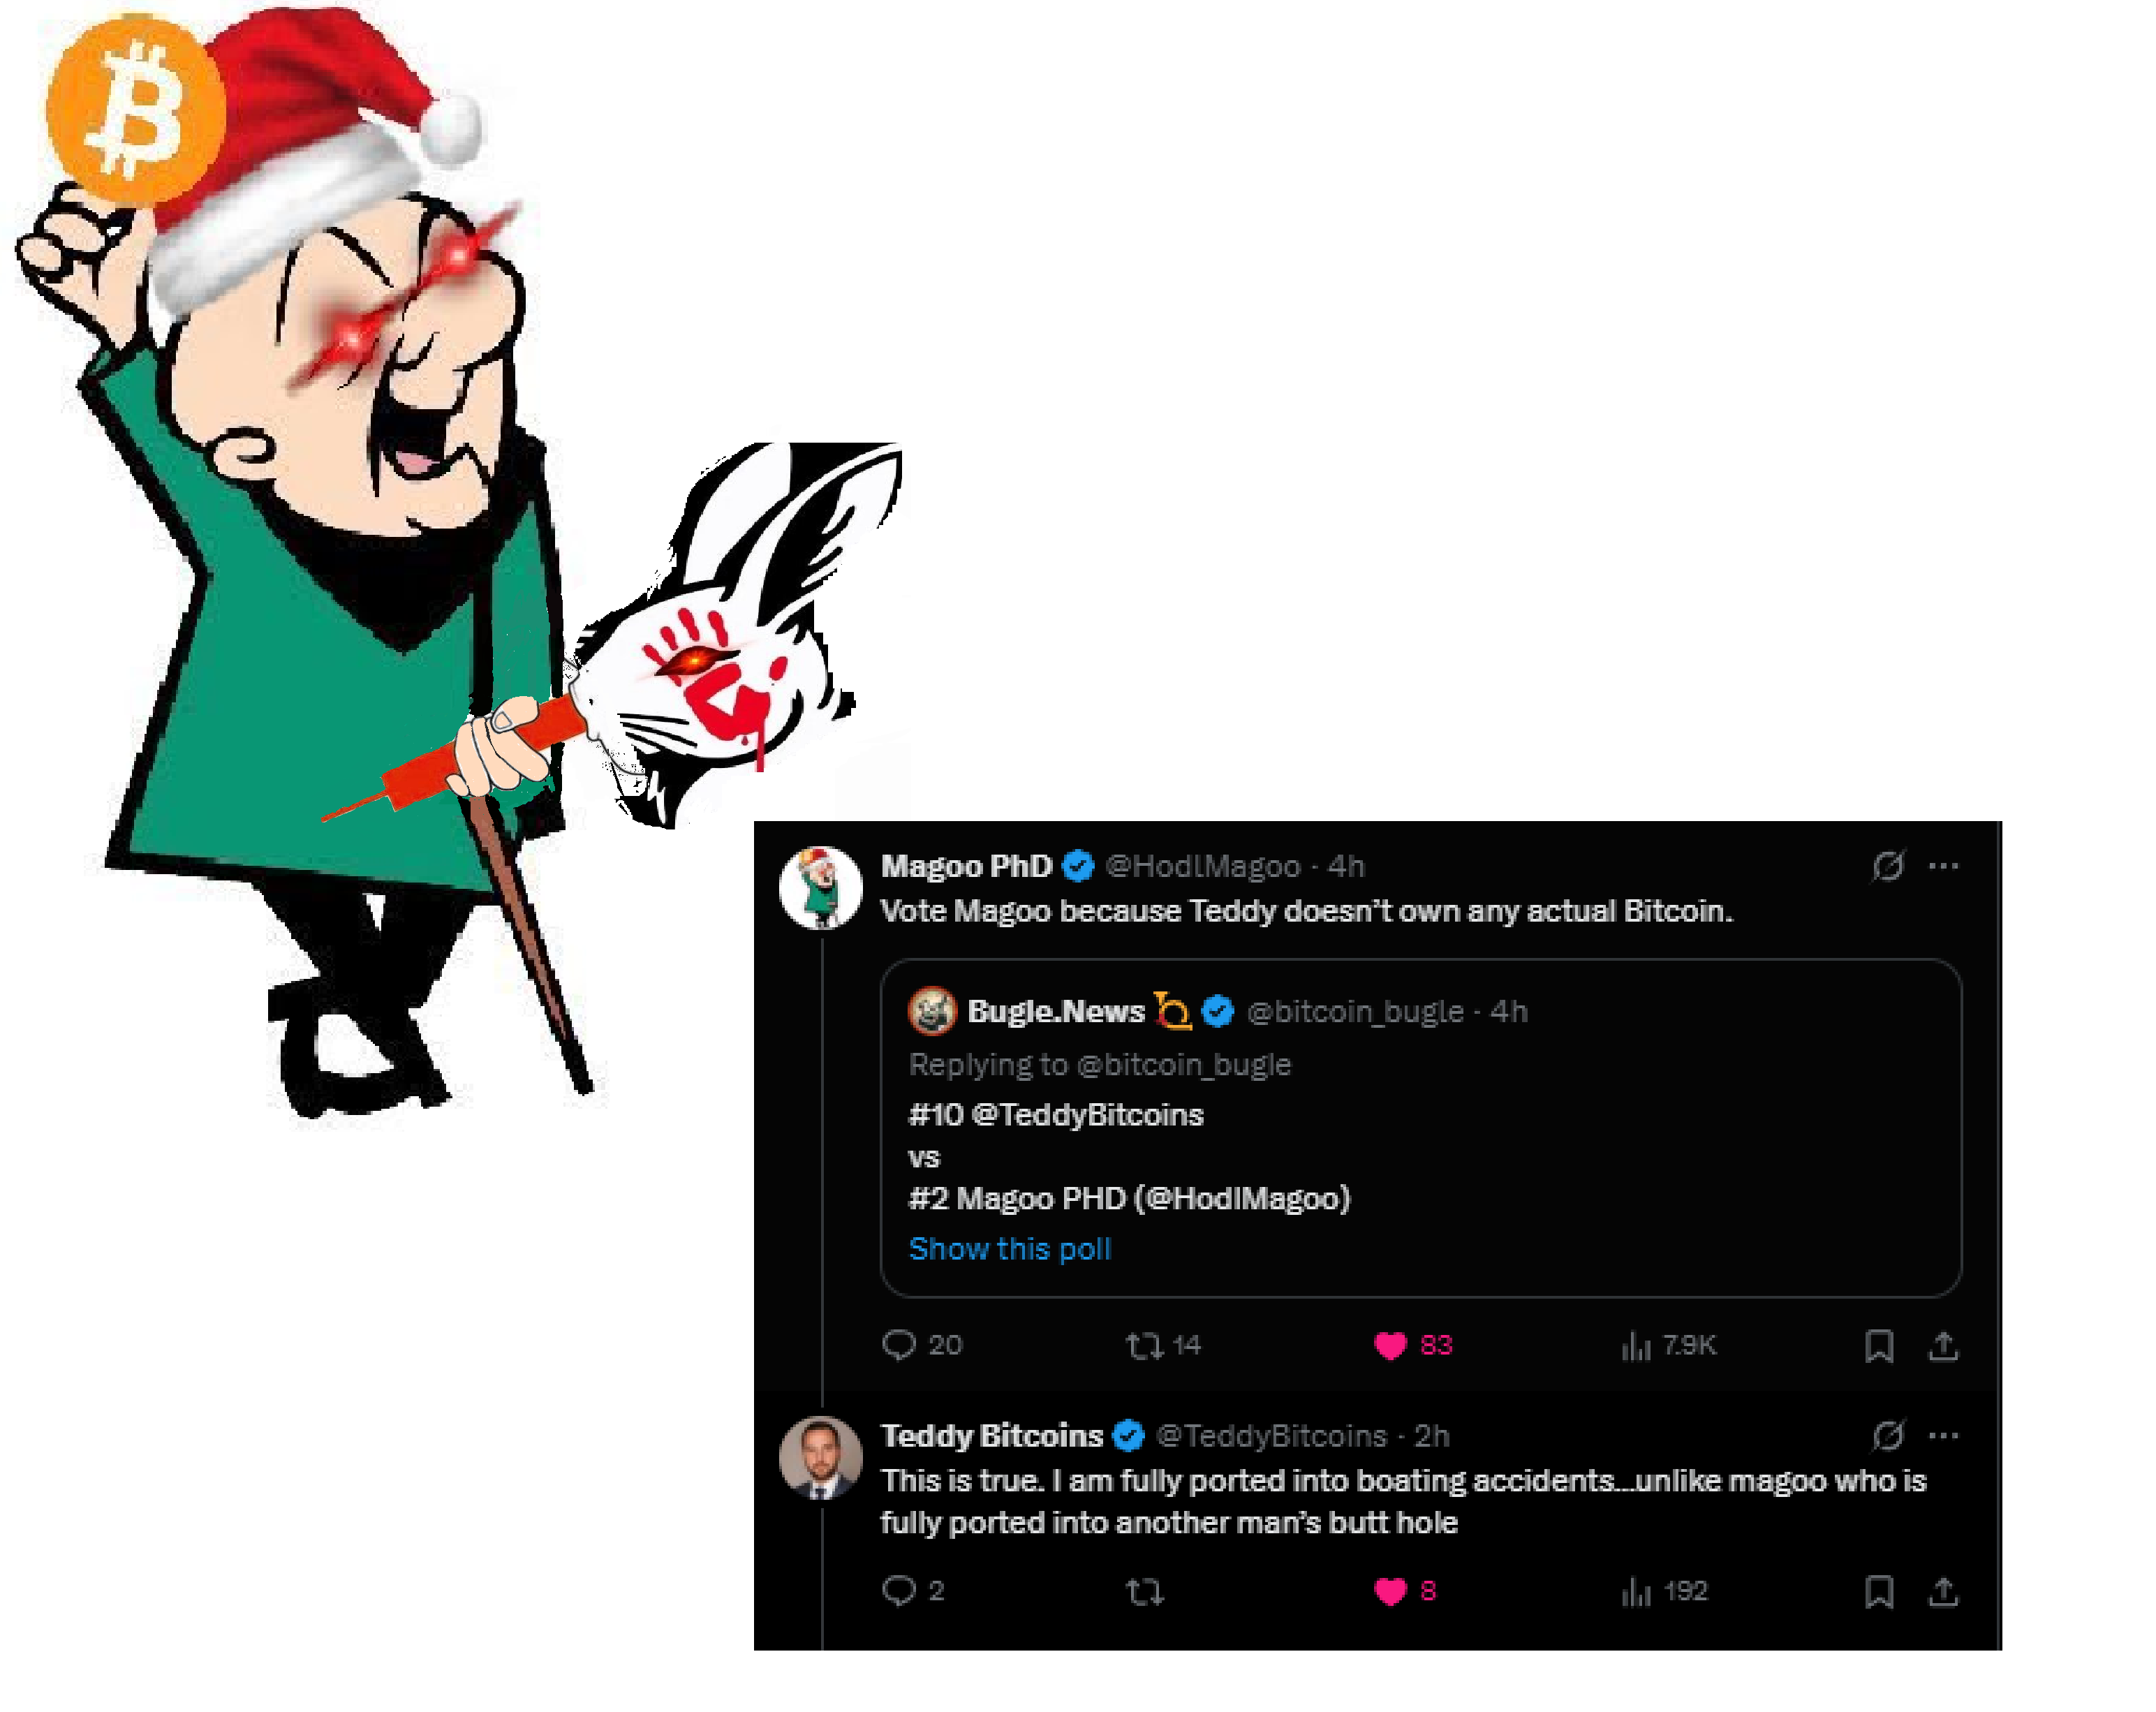 Magoo PhD @HodlMagoo · 4h
Vote Magoo because Teddy doesn't own any actual Bitcoin.
Bugle.News @bitcoin_bugle · 4h
Replying to @bitcoin_bugle
#10 @TeddyBitcoins
vs
#2 Magoo PHD (@HodlMagoo)
Show this poll
20 14 83 7.9K
Teddy Bitcoins @TeddyBitcoins · 2h
This is true. I am fully ported into boating accidents...unlike magoo who is
fully ported into another man's butt hole
2 8 192